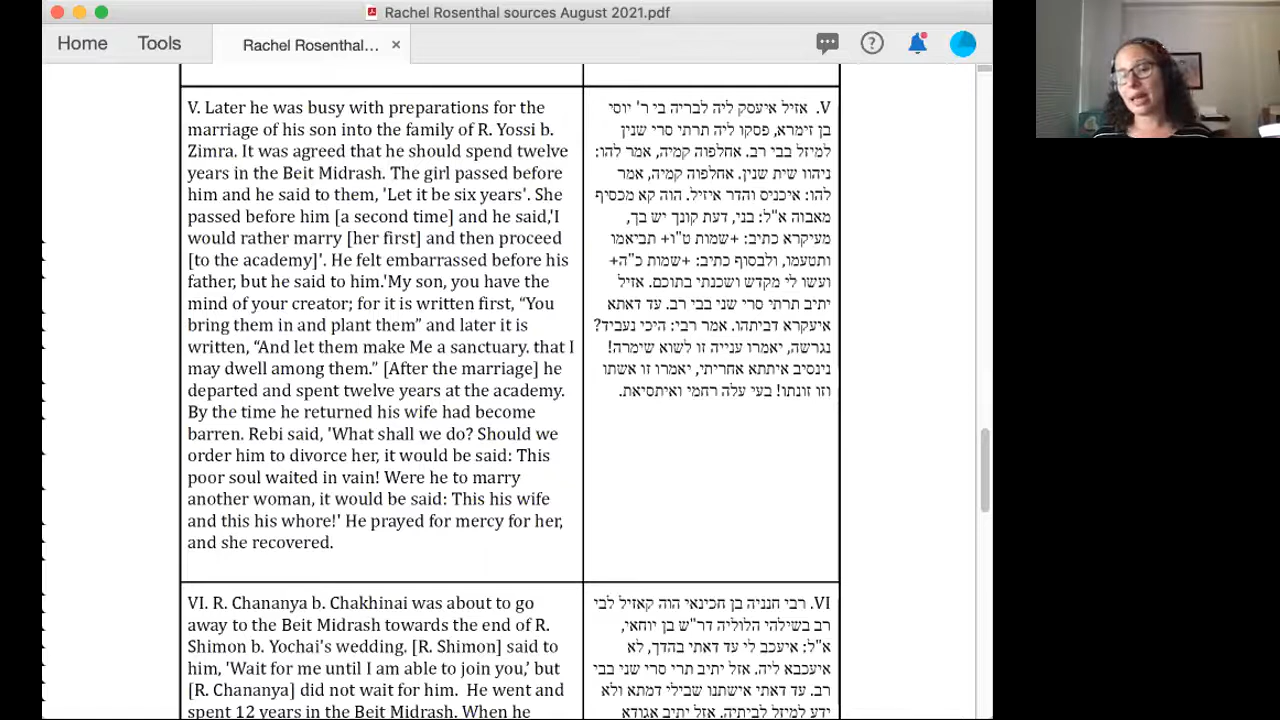 Rachel Rosenthal sources August 2021.pdf
Home
Tools
Rachel Rosenthal...
V. Later he was busy with preparations for the
marriage of his son into the family of R. Yossi b.
Zimra. It was agreed that he should spend twelve
years in the Beit Midrash. The girl passed before
him and he said to them, 'Let it be six years'. She
passed before him [a second time] and he said,'I
would rather marry [her first] and then proceed
[to the academy]'. He felt embarrassed before his
father, but he said to him.'My son, you have the
mind of your creator; for it is written first, “You
bring them in and plant them” and later it is
written, “And let them make Me a sanctuary. that I
may dwell among them.” [After the marriage] he
departed and spent twelve years at the academy.
By the time he returned his wife had become
barren. Rebi said, 'What shall we do? Should we
order him to divorce her, it would be said: This
poor soul waited in vain! Were he to marry
another woman, it would be said: This his wife
and this his whore!' He prayed for mercy for her,
and she recovered.
V. אזיל איעסק ליה לבריה בי ר' יוסי
בן זימרא, פסקו ליה תרתי סרי שנין
למיזל בבי רב. אחלפוה קמיה, אמר להו:
ניהוו שית שנין. אחלפוה קמיה, אמר
להו: איכניס והדר איזיל. הוה קא מכסיף
מאבוה א"ל: בני, דעת קונך יש בך,
מעיקרא כתיב: +שמות ט"ו+ תביאמו
ותטעמו, ולבסוף כתיב: +שמות כ"ה+
ועשו לי מקדש ושכנתי בתוכם. אזיל
יתיב תרתי סרי שני בבי רב. עד דאתא
איעקרא דביתהו. אמר רבי: היכי נעביד?
נגרשה, יאמרו ענייה זו לשוא שימרה!
נינסיב איתתא אחריתי, יאמרו זו אשתו
וזו זונתו! בעי עלה רחמי ואיתסיאת.
VI. R. Chananya b. Chakhinai was about to go
away to the Beit Midrash towards the end of R.
Shimon b. Yochai's wedding. [R. Shimon] said to
him, 'Wait for me until I am able to join you,' but
[R. Chananya] did not wait for him. He went and
spent 12 years in the Beit Midrash. When he
VI. רבי חנניה בן חכינאי הוה קאזיל לבי
רב בשילהי הלוליה דר"ש בן יוחאי,
א"ל: איעכב לי עד דאתי בהדך, לא
איעכבא ליה. אזל יתיב תרי סרי שני בבי
רב. עד דאתי אישתנו שבילי דמתא ולא
ידע למיזל לביתיה. אזל יתיב אגודא